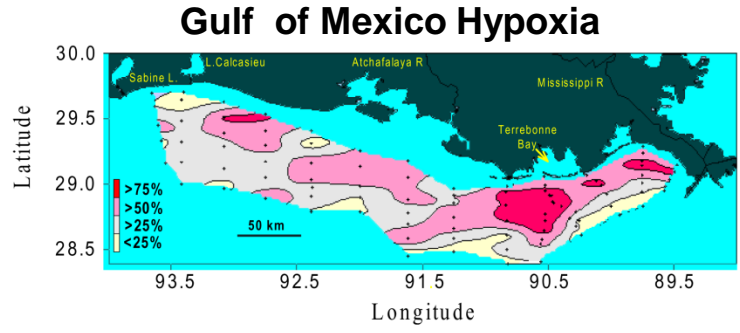 Gulf of Mexico Hypoxia
30.0
29.5
29.0
28.5
Latitude
Sabine L.
L.Calcasieu
Atchafalaya R
Mississippi R
Terrebonne
Bay
>75%
>50%
>25%
<25%
50 km
93.5 92.5 91.5 90.5 89.5
Longitude